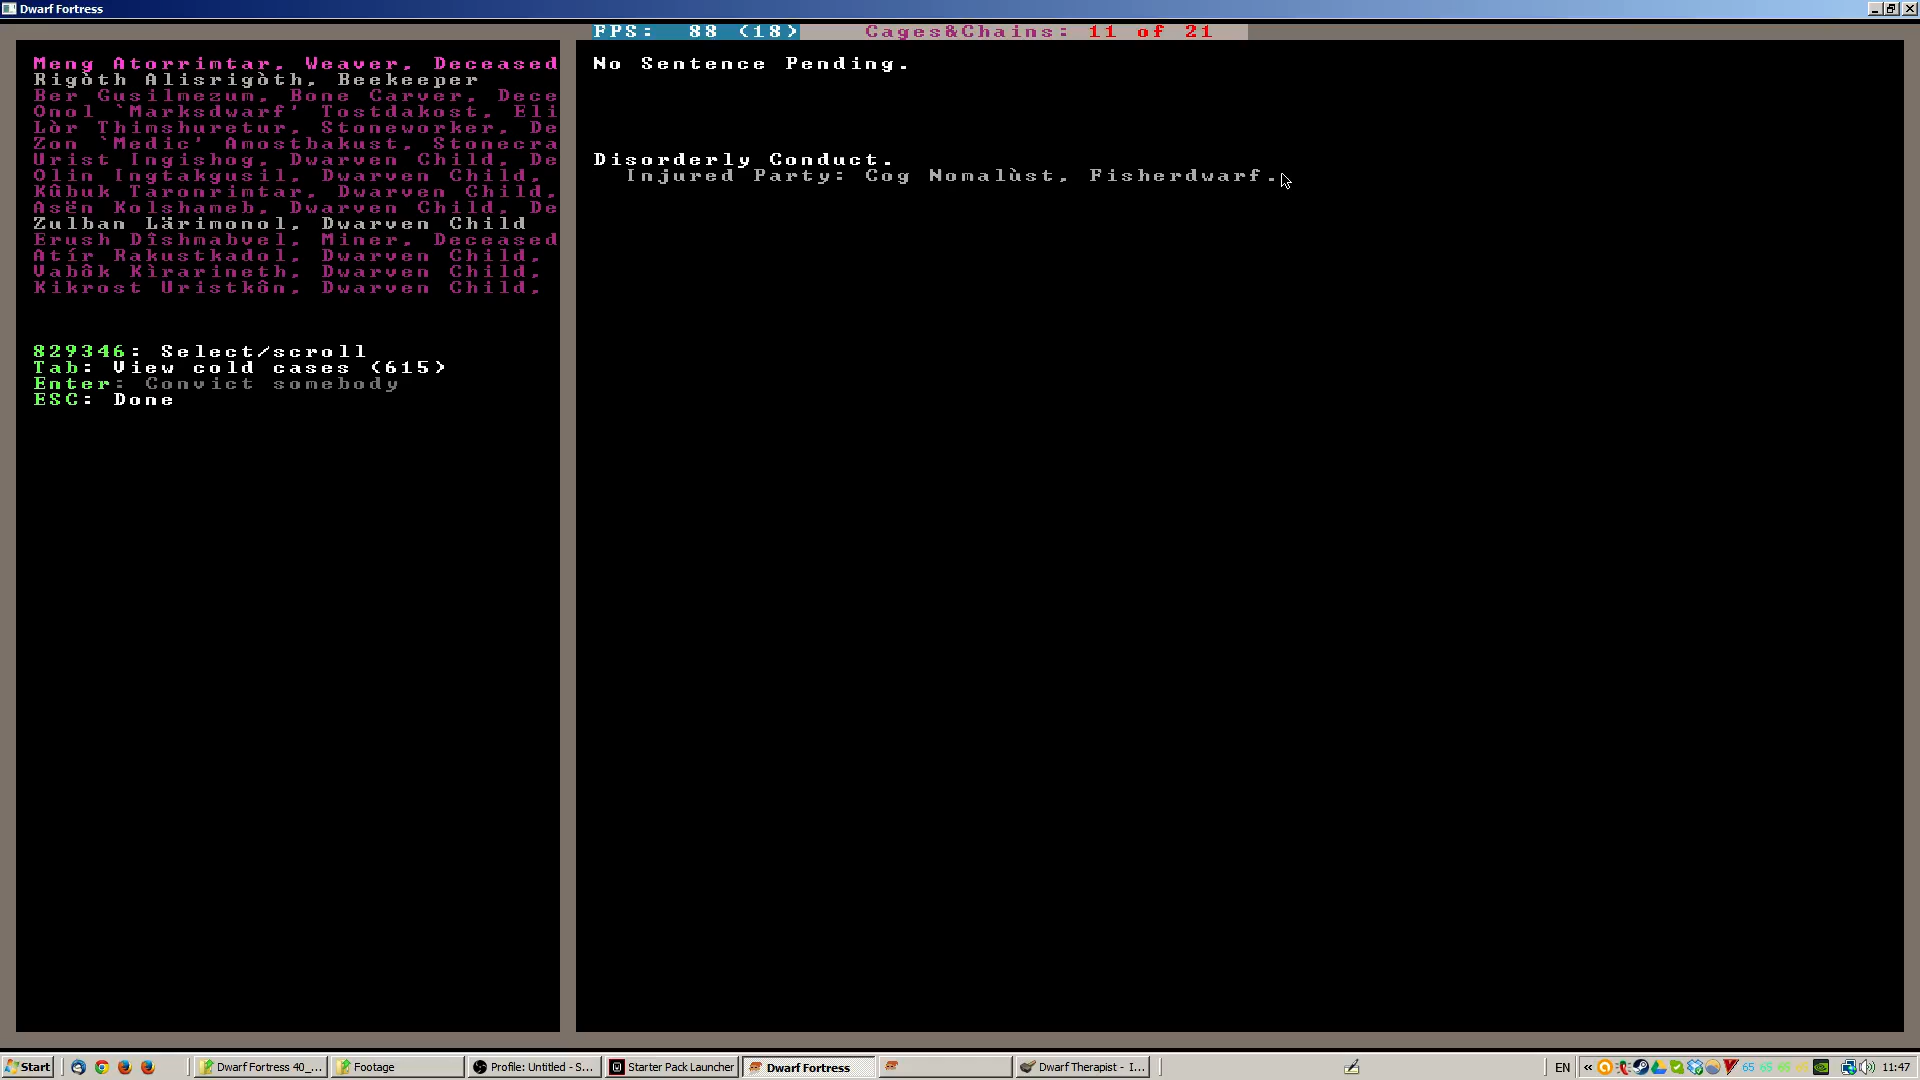 Dwarf Fortress
FPS: 88 (18) Cages&Chains: 11 of 21
Meng Atorrimtar, Weaver, Deceased
Rigòth Alisrigòth, Beekeeper
Ber Gusilmezum, Bone Carver, Dece
Onol `Marksdwarf' Tostdakost, Eli
Lòr Thimshuretur, Stoneworker, De
Zon `Medic' Amostbakust, Stonecra
Urist Ingishog, Dwarven Child, De
Olin Ingtakgusil, Dwarven Child,
Kûbuk Taronrimtar, Dwarven Child,
Asën Kolshameb, Dwarven Child, De
Zulban Lärimonol, Dwarven Child
Erush Dîshmabvel, Miner, Deceased
Atír Rakustkadol, Dwarven Child,
Vabôk Kìrarineth, Dwarven Child,
Kikrost Uristkôn, Dwarven Child,
829346: Select/scroll
Tab: View cold cases (615)
Enter: Convict somebody
ESC: Done
No Sentence Pending.
Disorderly Conduct.
Injured Party: Cog Nomalùst, Fisherdwarf.
Start
Dwarf Fortress 40_...
Footage
Profile: Untitled - S...
Starter Pack Launcher
Dwarf Fortress
Dwarf Therapist - I...
EN
«
65 65 65 65
11:47